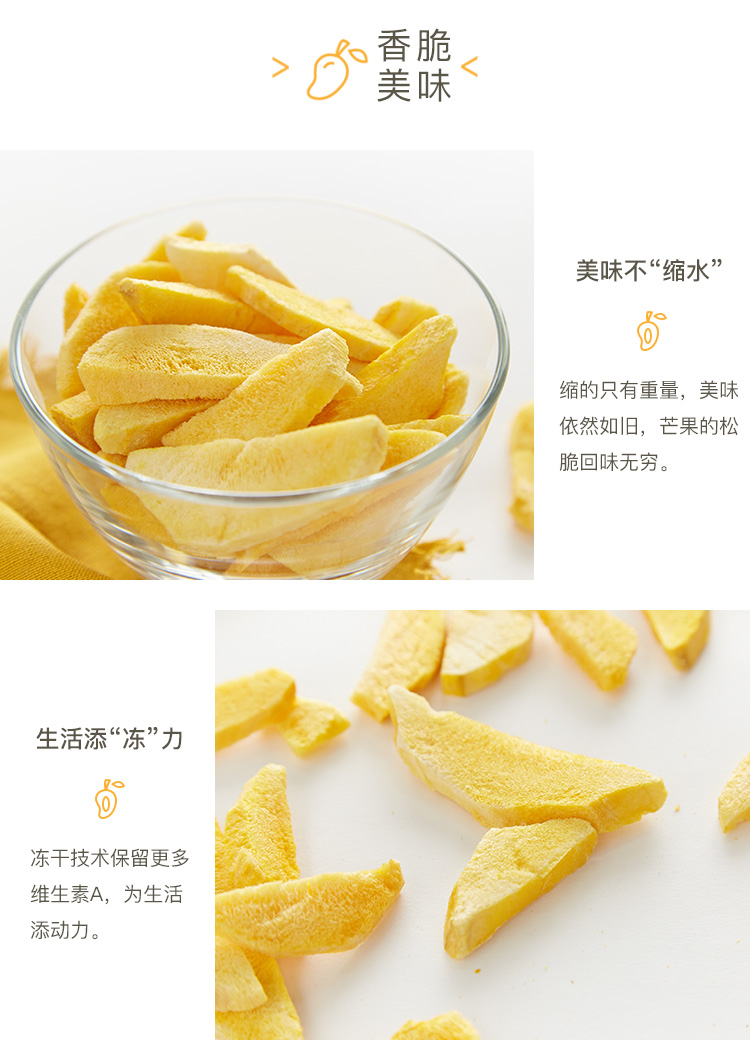 香脆
美味
美味不“缩水”
缩的只有重量，美味
依然如旧，芒果的松
脆回味无穷。
生活添“冻”力
冻干技术保留更多
维生素A，为生活
添动力。